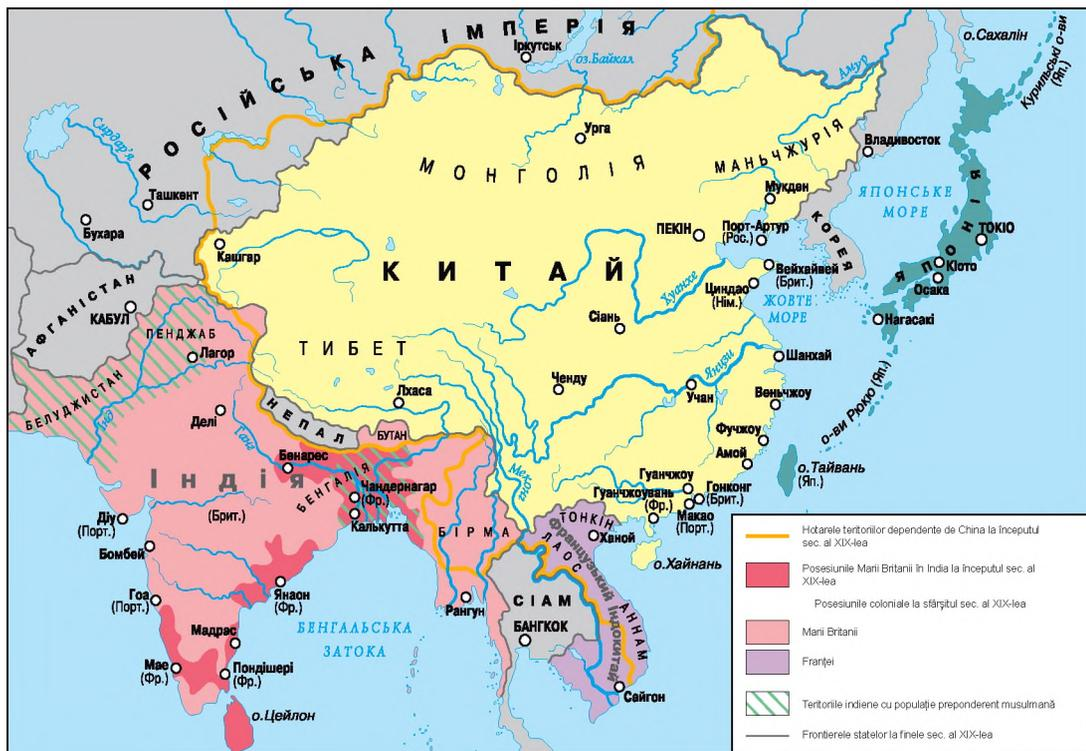 РОСІЙСЬКА ІМПЕРІЯ
Іркутськ
оз.Байкал
Амур
о.Сахалін
Курильські о-ви
(Яп.)
Сирдар'я
Урга
МОНГОЛІЯ
МАНЬЧЖУРІЯ
Владивосток
Ташкент
Бухара
Мукден
ЯПОНСЬКЕ
МОРЕ
ЯПОНІЯ
Кашгар
ПЕКІН
Порт-Артур
(Рос.)
КОРЕЯ
ТОКІО
КИТАЙ
Вейхайвей
(Брит.)
Кіото
Осака
АФГАНІСТАН
КАБУЛ
Хуанхе
Циндао
(Нім.)
ЖОВТЕ
МОРЕ
Нагасакі
ПЕНДЖАБ
Лагор
Сіань
ТИБЕТ
Янцзи
Шанхай
БЕЛУДЖИСТАН
Інд
Делі
Лхаса
Ченду
Учан
Веньчжоу
о-ви Рюкю (Яп.)
НЕПАЛ
БУТАН
Ганг
Фучжоу
Бенарес
Меконг
Амой
о.Тайвань
(Яп.)
Індія
(Брит.)
БЕНГАЛІЯ
Чандернагар
(Фр.)
Калькутта
Гуанчжоу
Гуанчжоувань
(Фр.)
Гонконг
(Брит.)
Макао
(Порт.)
Діу
(Порт.)
БІРМА
ТОНКІН
Ханой
ЛАОС
Французький Індокитай
АННАМ
о.Хайнань
Бомбей
Янаон
(Фр.)
Гоа
(Порт.)
Рангун
СІАМ
БАНГКОК
БЕНГАЛЬСЬКА
ЗАТОКА
Мадрас
Мае
(Фр.)
Пондішері
(Фр.)
Сайгон
о.Цейлон
Hotarele teritoriilor dependente de China la începutul
sec. al XIX-lea
Posesiunile Marii Britanii în India la începutul sec. al
XIX-lea
Posesiunile coloniale la sfârșitul sec. al XIX-lea
Marii Britanii
Franței
Teritoriile indiene cu populație preponderent musulmană
Frontierele statelor la finele sec. al XIX-lea